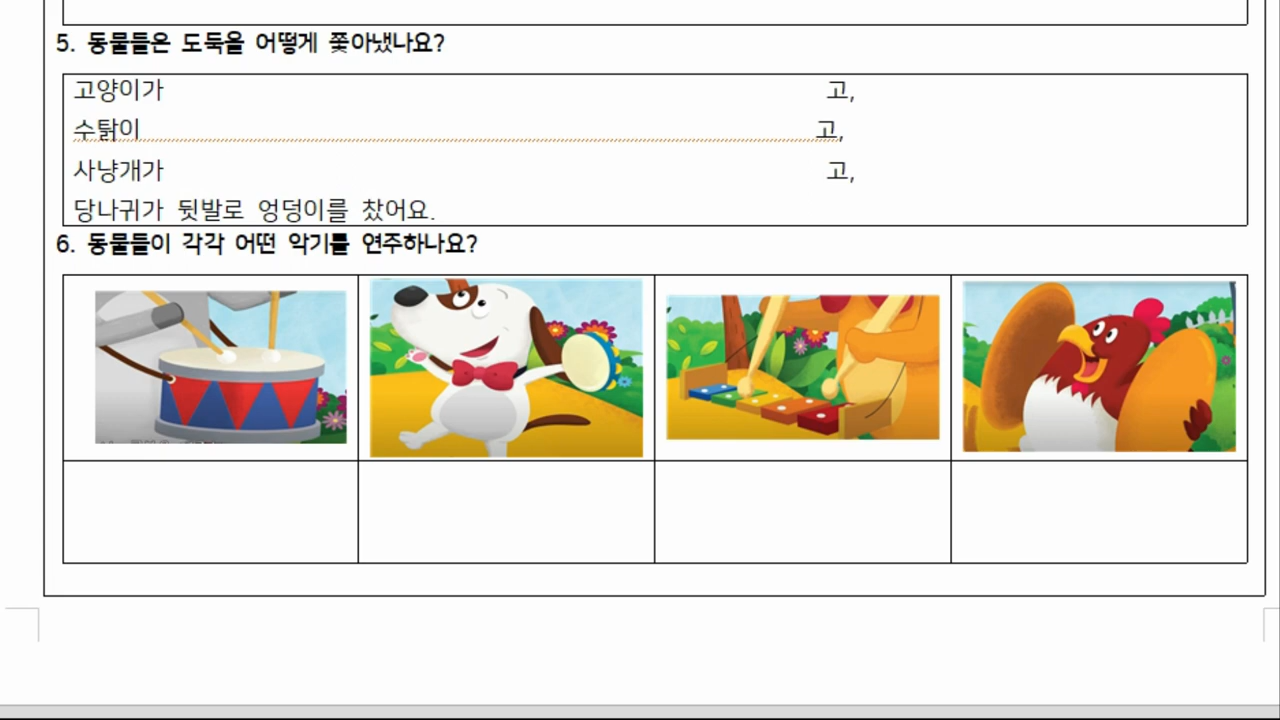 5. 동물들은 도둑을 어떻게 쫓아냈나요?
고양이가 고,
수탉이 고,
사냥개가 고,
당나귀가 뒷발로 엉덩이를 찼어요.
6. 동물들이 각각 어떤 악기를 연주하나요?